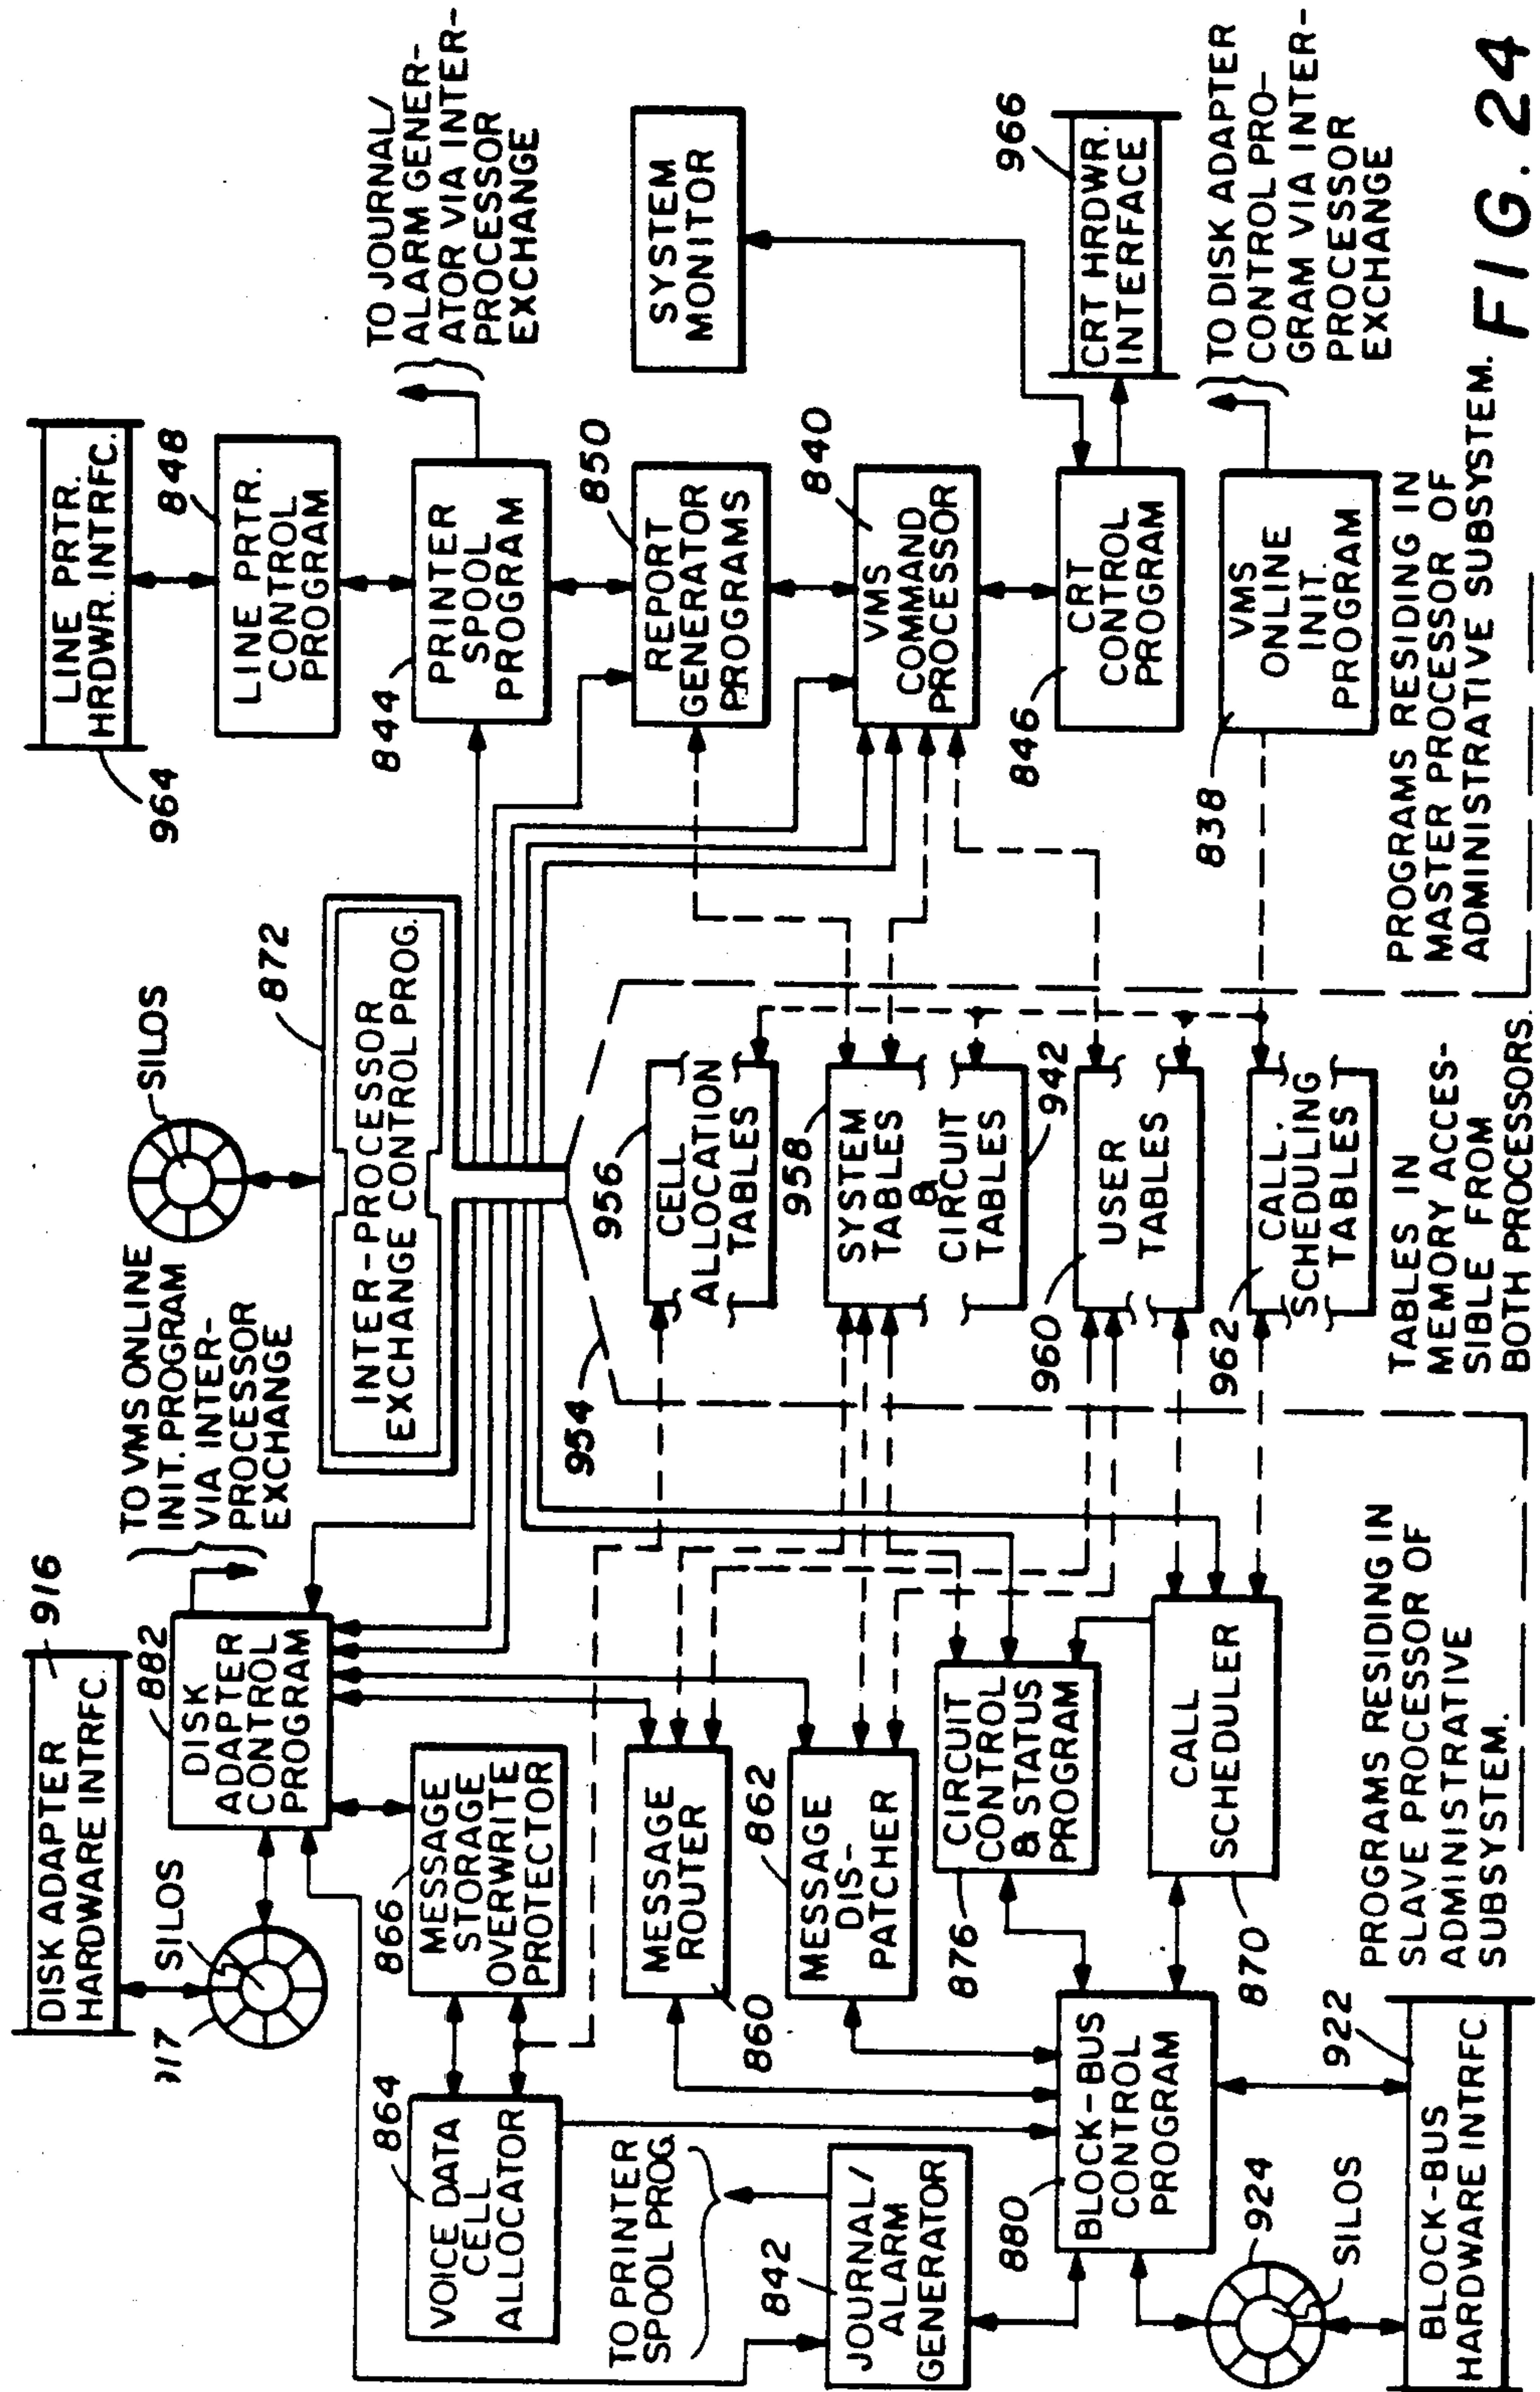 DISK ADAPTER
HARDWARE INTRFC.
916
SILOS
917
882
DISK
ADAPTER
CONTROL
PROGRAM
TO VMS ONLINE
INIT. PROGRAM
VIA INTER-
PROCESSOR
EXCHANGE
864
VOICE DATA
CELL
ALLOCATOR
866
MESSAGE
STORAGE
OVERWRITE
PROTECTOR
TO PRINTER
SPOOL PROG.
MESSAGE
ROUTER
860
842
JOURNAL/
ALARM
GENERATOR
862
MESSAGE
DIS-
PATCHER
CIRCUIT
CONTROL
& STATUS
PROGRAM
876
880
BLOCK-BUS
CONTROL
PROGRAM
CALL
SCHEDULER
870
924
SILOS
922
BLOCK-BUS
HARDWARE INTRFC.
PROGRAMS RESIDING IN
SLAVE PROCESSOR OF
ADMINISTRATIVE
SUBSYSTEM.
SILOS
872
INTER-PROCESSOR
EXCHANGE CONTROL PROG.
954
956
CELL
ALLOCATION
TABLES
958
SYSTEM
TABLES
&
CIRCUIT
TABLES
942
960
USER
TABLES
962
CALL.
SCHEDULING
TABLES
TABLES IN
MEMORY ACCES-
SIBLE FROM
BOTH PROCESSORS.
LINE PRTR.
HRDWR. INTRFC.
964
848
LINE PRTR.
CONTROL
PROGRAM
844
PRINTER
SPOOL
PROGRAM
TO JOURNAL/
ALARM GENER-
ATOR VIA INTER-
PROCESSOR
EXCHANGE
850
REPORT
GENERATOR
PROGRAMS
SYSTEM
MONITOR
840
VMS
COMMAND
PROCESSOR
846
CRT
CONTROL
PROGRAM
966
CRT HRDWR.
INTERFACE
838
VMS
ONLINE
INIT.
PROGRAM
TO DISK ADAPTER
CONTROL PRO-
GRAM VIA INTER-
PROCESSOR
EXCHANGE
PROGRAMS RESIDING IN
MASTER PROCESSOR OF
ADMINISTRATIVE SUBSYSTEM.
FIG. 24